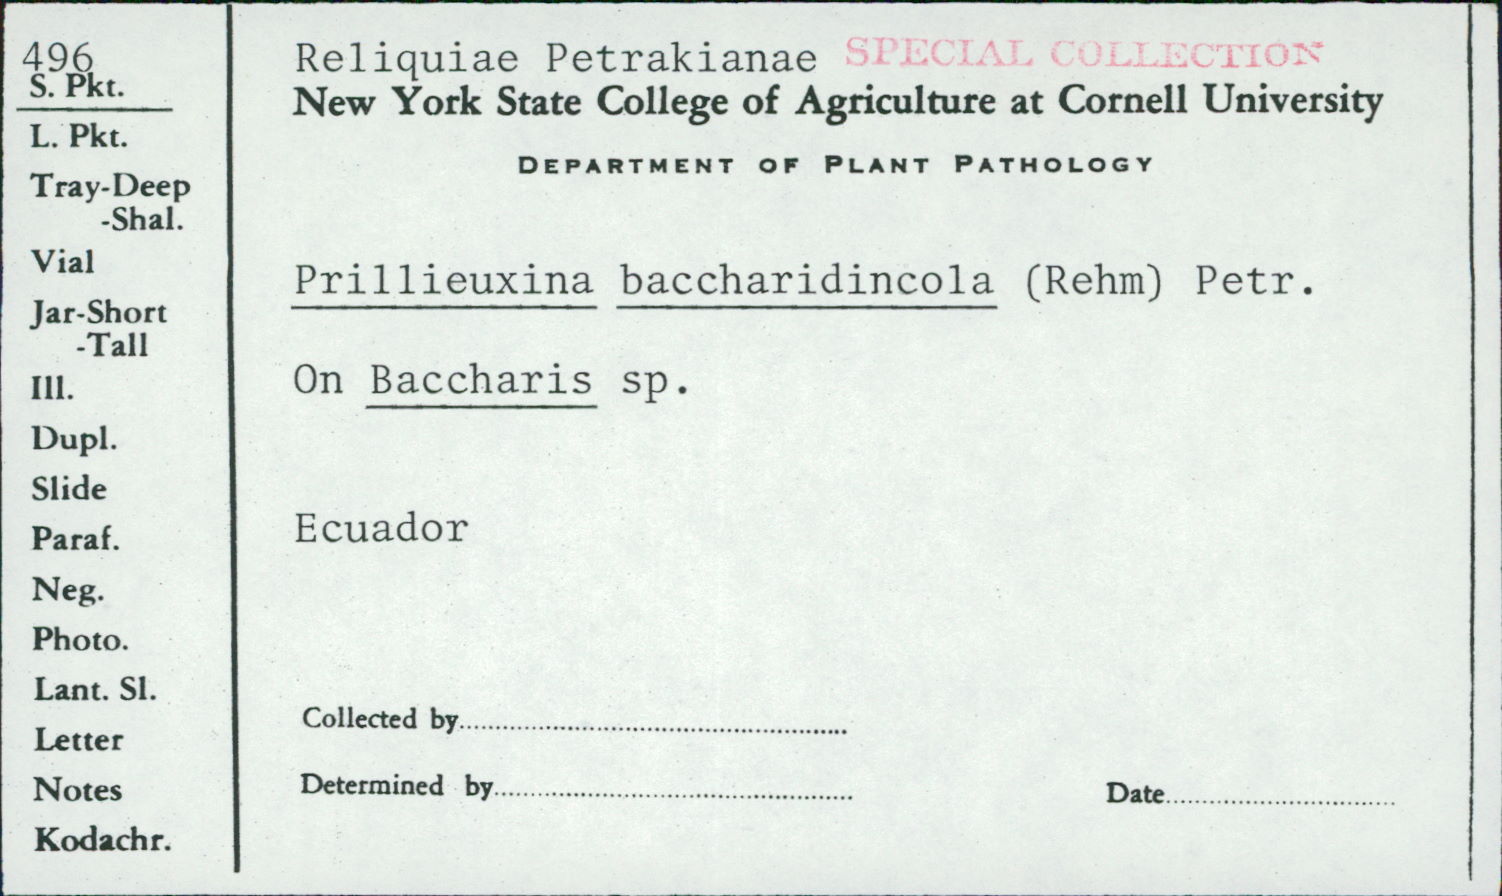 496
S. Pkt.
L. Pkt.
Tray-Deep
-Shal.
Vial
Jar-Short
-Tall
Ill.
Dupl.
Slide
Paraf.
Neg.
Photo.
Lant. Sl.
Letter
Notes
Kodachr.
Reliquiae Petrakianae SPECIAL COLLECTION
New York State College of Agriculture at Cornell University
DEPARTMENT OF PLANT PATHOLOGY
Prillieuxina baccharidincola (Rehm) Petr.
On Baccharis sp.
Ecuador
Collected by
Determined by
Date